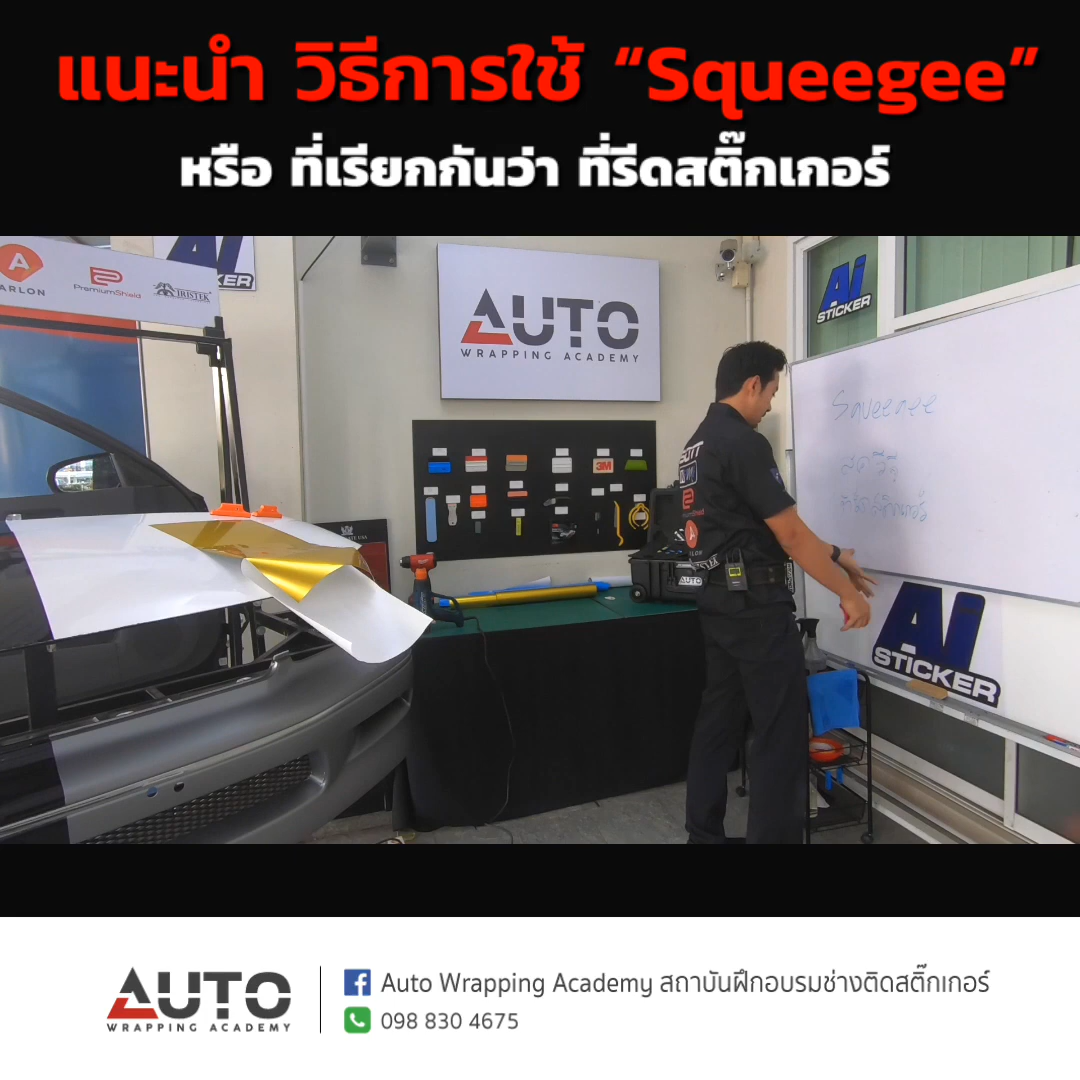 แนะนำ วิธีการใช้ “Squeegee”
หรือ ที่เรียกกันว่า ที่รีดสติ๊กเกอร์
ARLON
PremiumShield
IRISTEK
AI
KER
AUTO
WRAPPING ACADEMY
AI
STICKER
Squeegee
3M
AUTO
AI
STICKER
AUTO
WRAPPING ACADEMY
Auto Wrapping Academy สถาบันฝึกอบรมช่างติดสติ๊กเกอร์
098 830 4675